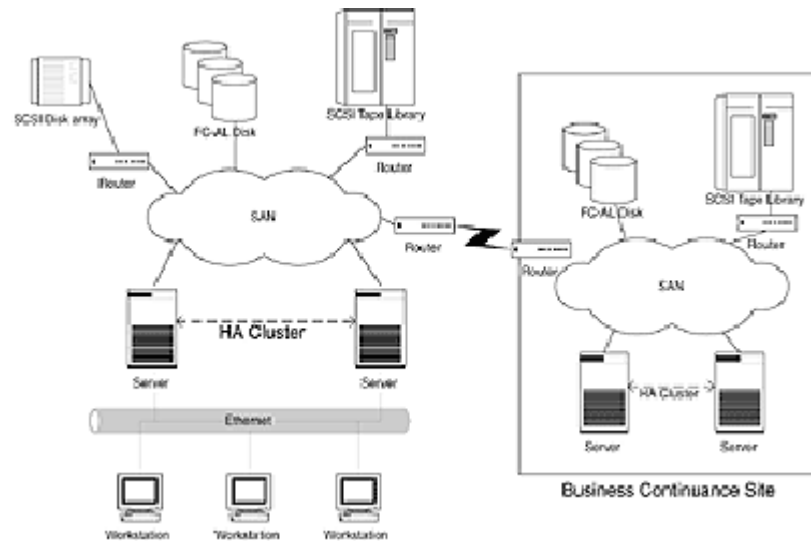 SCSI Disk array
FC-AL Disk
SCSI Tape Library
Router
Router
SAN
Router
HA Cluster
Server
Server
Ethernet
Workstation
Workstation
Workstation
FC-AL Disk
SCSI Tape Library
Router
Router
SAN
HA Cluster
Server
Server
Business Continuance Site